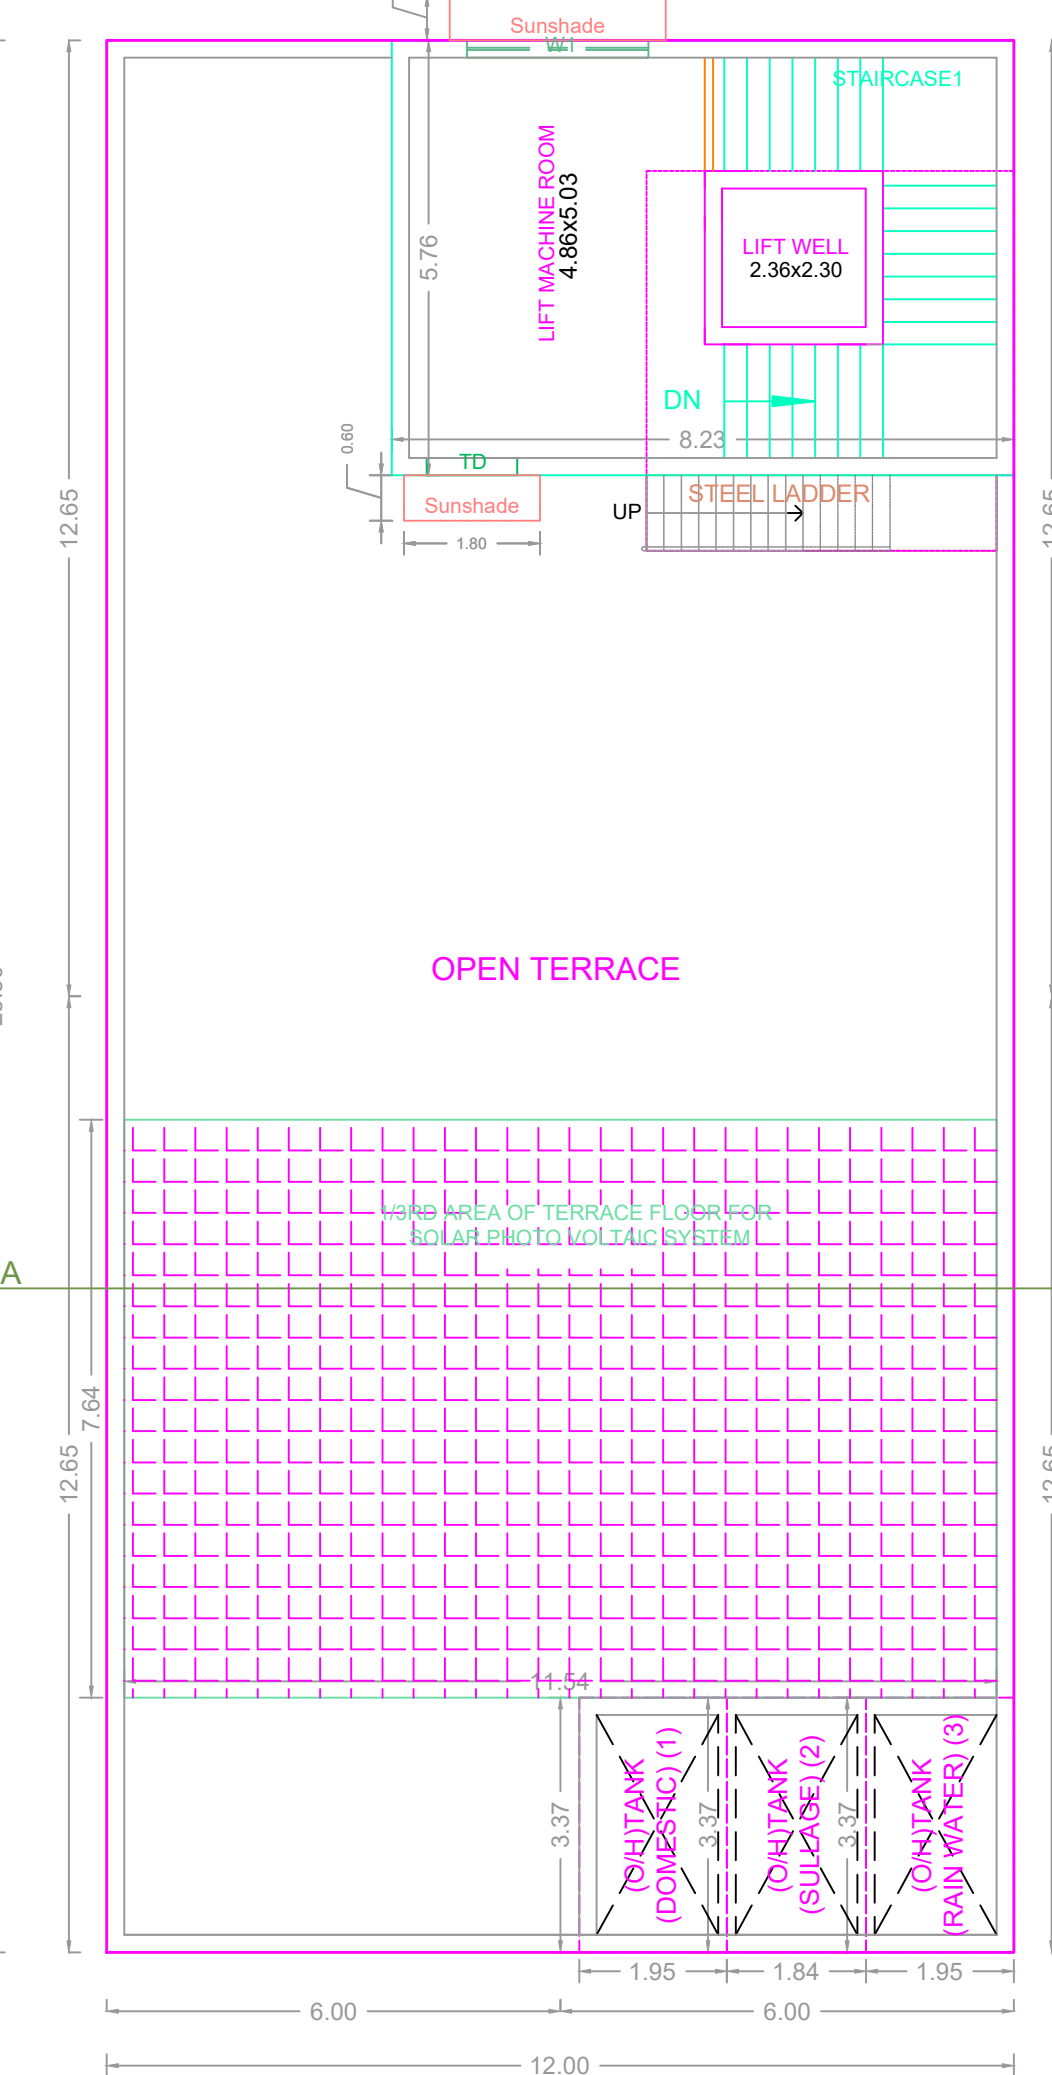 Sunshade
W1
STAIRCASE1
LIFT MACHINE ROOM
4.86x5.03
5.76
LIFT WELL
2.36x2.30
DN
8.23
0.60
TD
Sunshade
1.80
STEEL LADDER
UP
12.65
12.65
OPEN TERRACE
1/3RD AREA OF TERRACE FLOOR FOR
SOLAR PHOTO VOLTAIC SYSTEM
A
7.64
12.65
12.65
11.54
3.37
(O/H)TANK
(DOMESTIC) (1)
3.37
(O/H)TANK
(SULLAGE) (2)
3.37
(O/H)TANK
(RAIN WATER) (3)
1.95
1.84
1.95
6.00
6.00
12.00